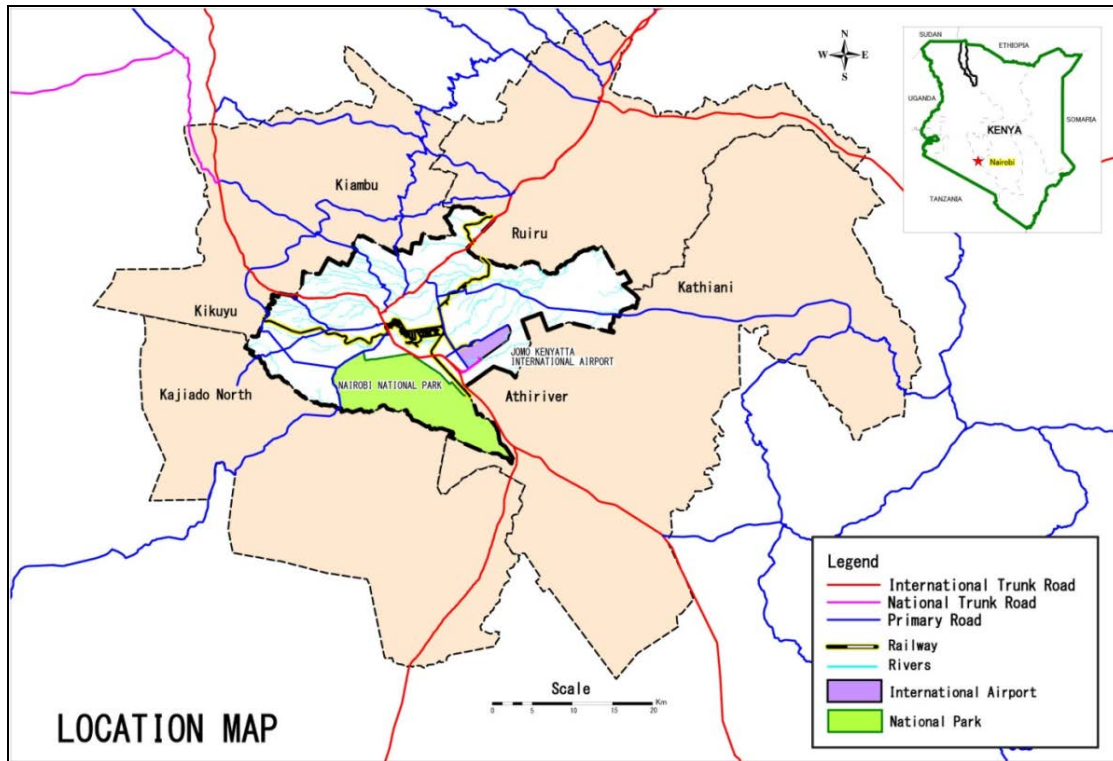 N
W E
S
SUDAN
ETHIOPIA
UGANDA
SOMARIA
KENYA
Nairobi
TANZANIA
Kiambu
Ruiru
Kathiani
Kikuyu
JOMO KENYATTA
INTERNATIONAL AIRPORT
NAIROBI NATIONAL PARK
Kajiado North
Athiriver
Legend
International Trunk Road
National Trunk Road
Primary Road
Railway
Rivers
International Airport
National Park
Scale
Km
0 5 10 15 20
LOCATION MAP